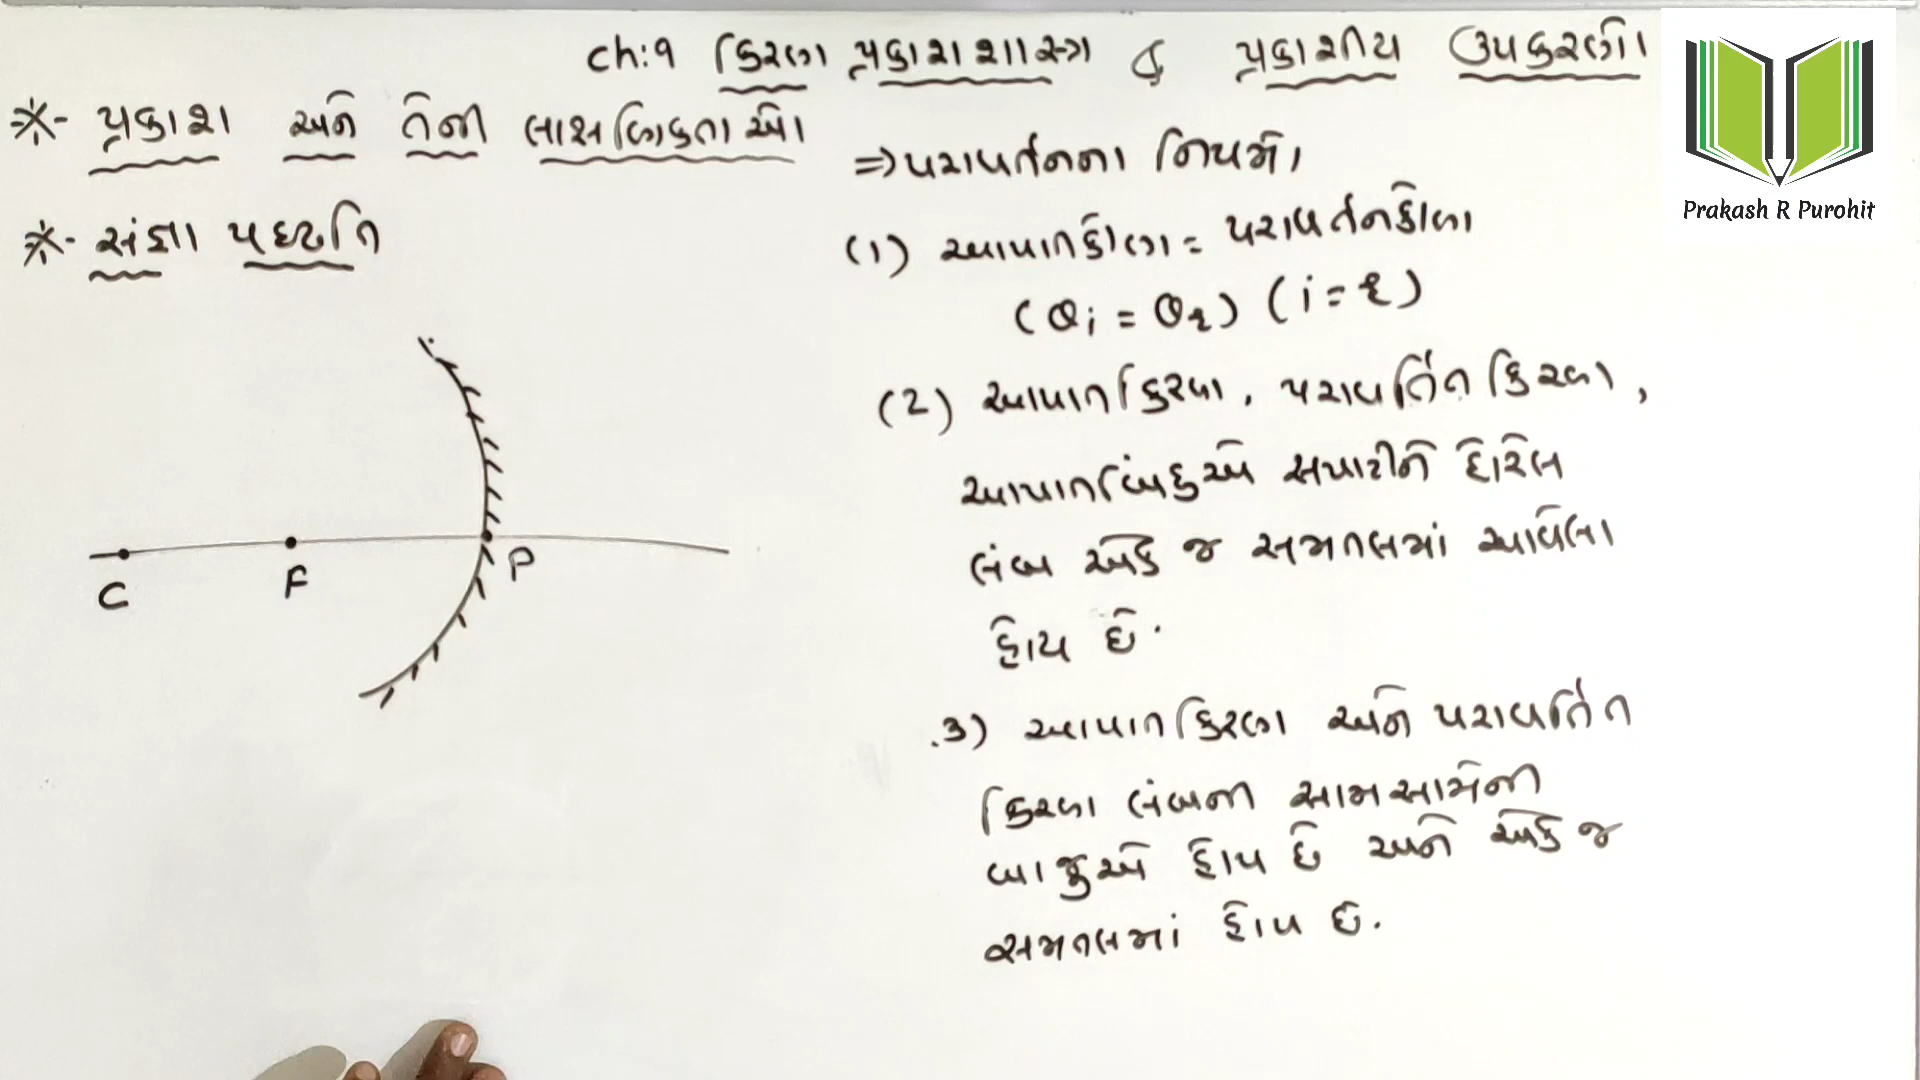 ch:9 કિરણ પ્રકાશશાસ્ત્ર & પ્રકાશીય ઉપકરણો
Prakash R Purohit
*- પ્રકાશ અને તેની લાક્ષણિકતાઓ
*- સંજ્ઞા પદ્ધતિ
C
F
P
⇒ પરાવર્તનના નિયમો
(1) આપાતકોણ = પરાવર્તનકોણ
(θi = θr) (i = r)
(2) આપાતકિરણ, પરાવર્તિત કિરણ,
આપાતબિંદુએ સપાટીને દોરેલ
લંબ એક જ સમતલમાં આવેલા
હોય છે.
3) આપાત કિરણ અને પરાવર્તિત
કિરણ લંબની સામસામેની
બાજુએ હોય છે અને એક જ
સમતલમાં હોય છે.